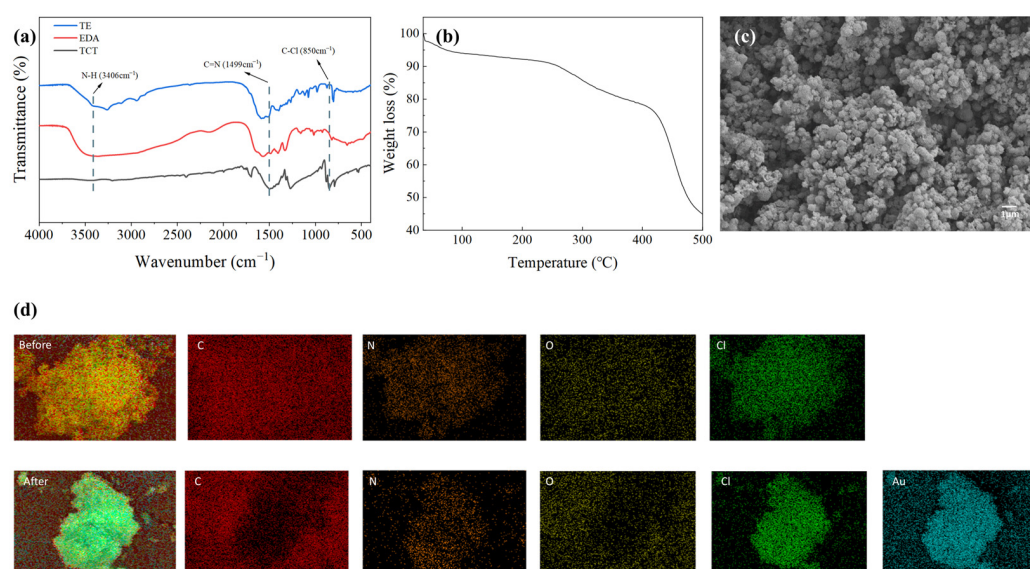 (a)
TE
EDA
TCT
N-H (3406cm⁻¹)
C=N (1499cm⁻¹)
C-Cl (850cm⁻¹)
Transmittance (%)
4000 3500 3000 2500 2000 1500 1000 500
Wavenumber (cm⁻¹)
(b)
100
90
80
70
60
50
40
Weight loss (%)
100 200 300 400 500
Temperature (℃)
(c)
1μm
(d)
Before C N O Cl
After C N O Cl Au